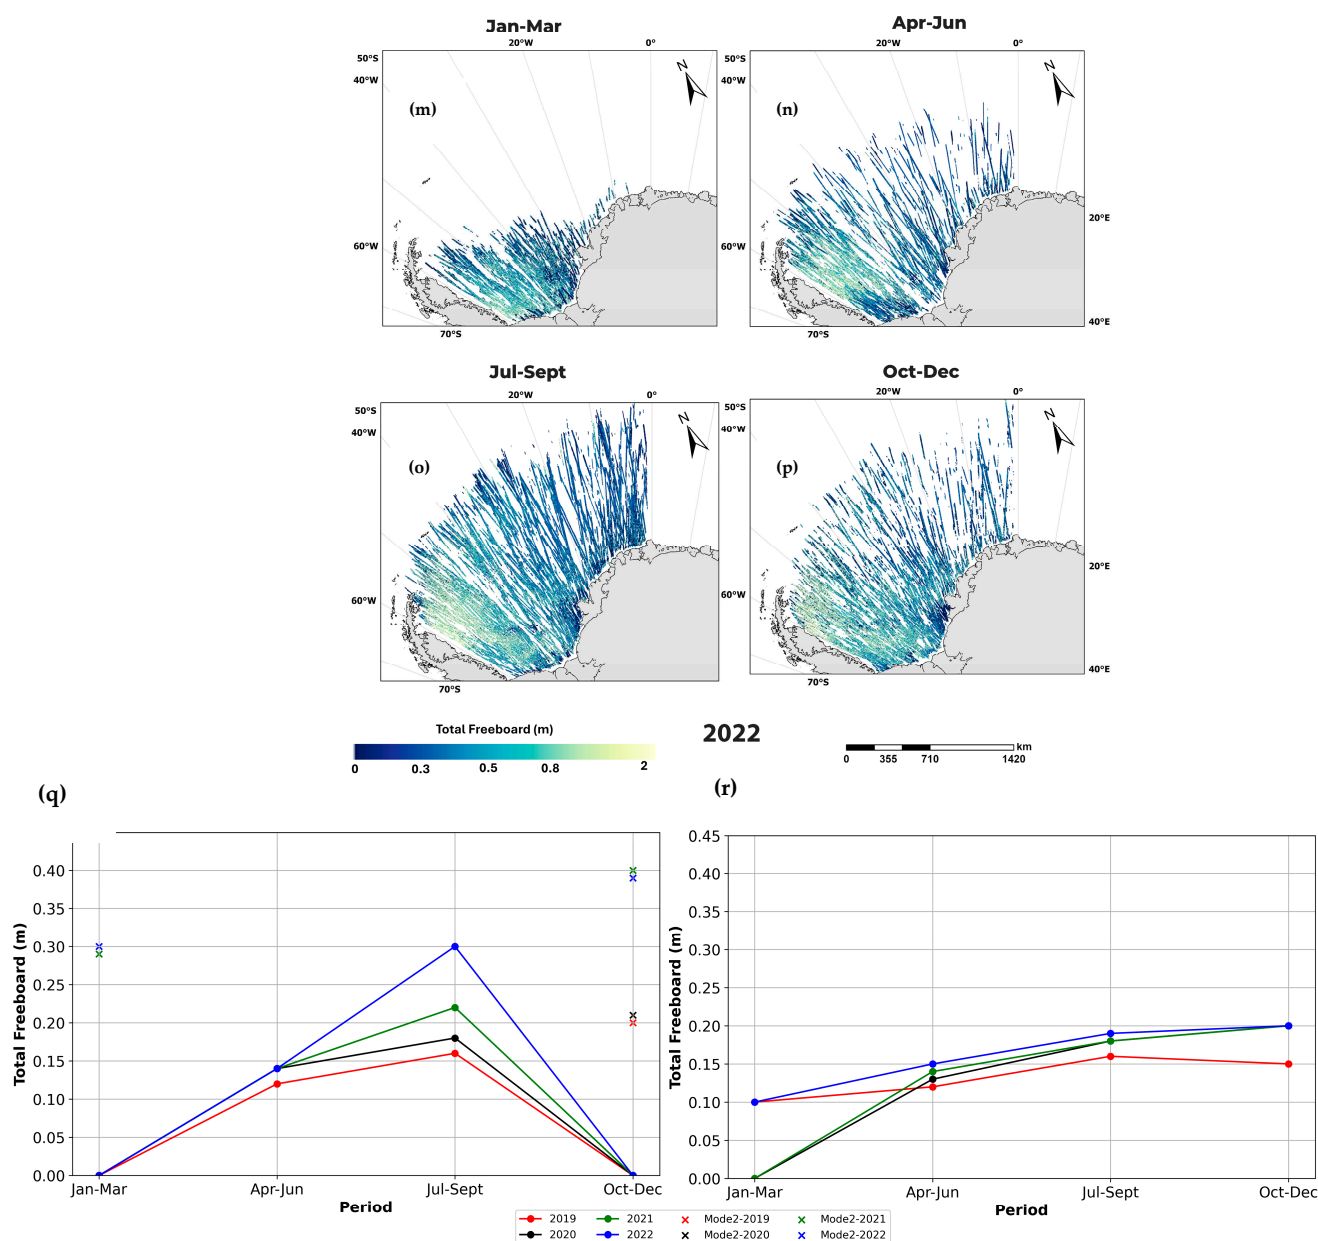 Jan-Mar
20°W 0°
50°S
40°W
60°W
70°S
N
(m)
Apr-Jun
20°W 0°
50°S
40°W
60°W
70°S
20°E
40°E
N
(n)
Jul-Sept
20°W 0°
50°S
40°W
60°W
70°S
N
(o)
Oct-Dec
20°W 0°
50°S
40°W
60°W
70°S
20°E
40°E
N
(p)
Total Freeboard (m)
0 0.3 0.5 0.8 2
2022
km
0 355 710 1420
(q)
0.40
0.35
0.30
0.25
0.20
0.15
0.10
0.05
0.00
Total Freeboard (m)
Jan-Mar Apr-Jun Jul-Sept Oct-Dec
Period
(r)
0.45
0.40
0.35
0.30
0.25
0.20
0.15
0.10
0.05
0.00
Total Freeboard (m)
Jan-Mar Apr-Jun Jul-Sept Oct-Dec
Period
2019 2021 Mode2-2019 Mode2-2021
2020 2022 Mode2-2020 Mode2-2022